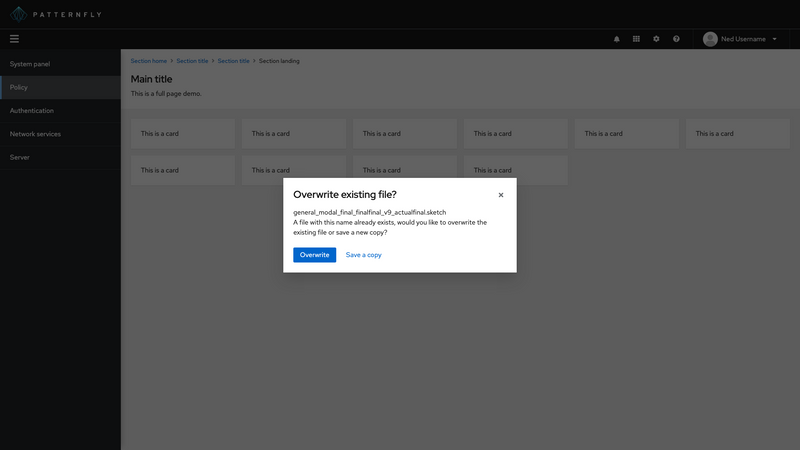 PATTERNFLY
Ned Username
System panel
Policy
Authentication
Network services
Server
Section home > Section title > Section title > Section landing
Main title
This is a full page demo.
This is a card
This is a card
This is a card
This is a card
This is a card
This is a card
This is a card
This is a card
This is a card
This is a card
Overwrite existing file?
general_modal_final_finalfinal_v9_actualfinal.sketch
A file with this name already exists, would you like to overwrite the
existing file or save a new copy?
Overwrite
Save a copy